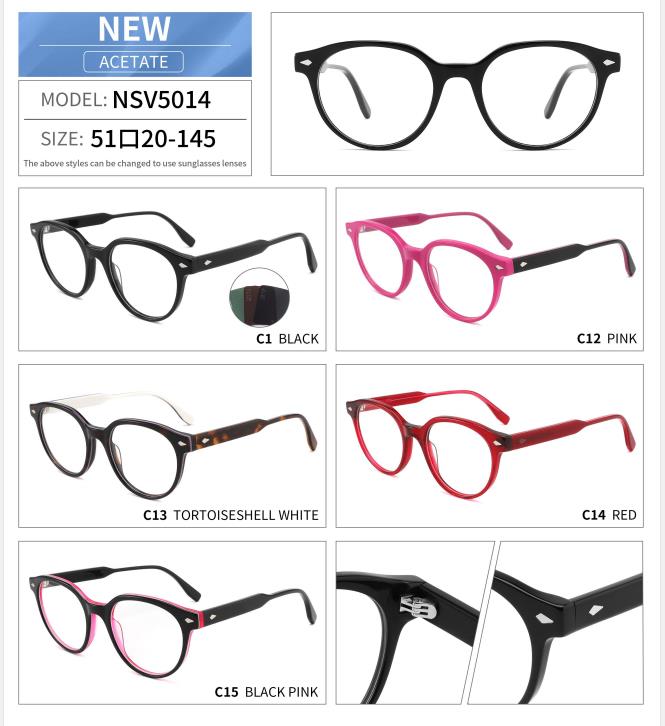 NEW
ACETATE
MODEL: NSV5014
SIZE: 51口20-145
The above styles can be changed to use sunglasses lenses
C1 BLACK
C12 PINK
C13 TORTOISESHELL WHITE
C14 RED
C15 BLACK PINK